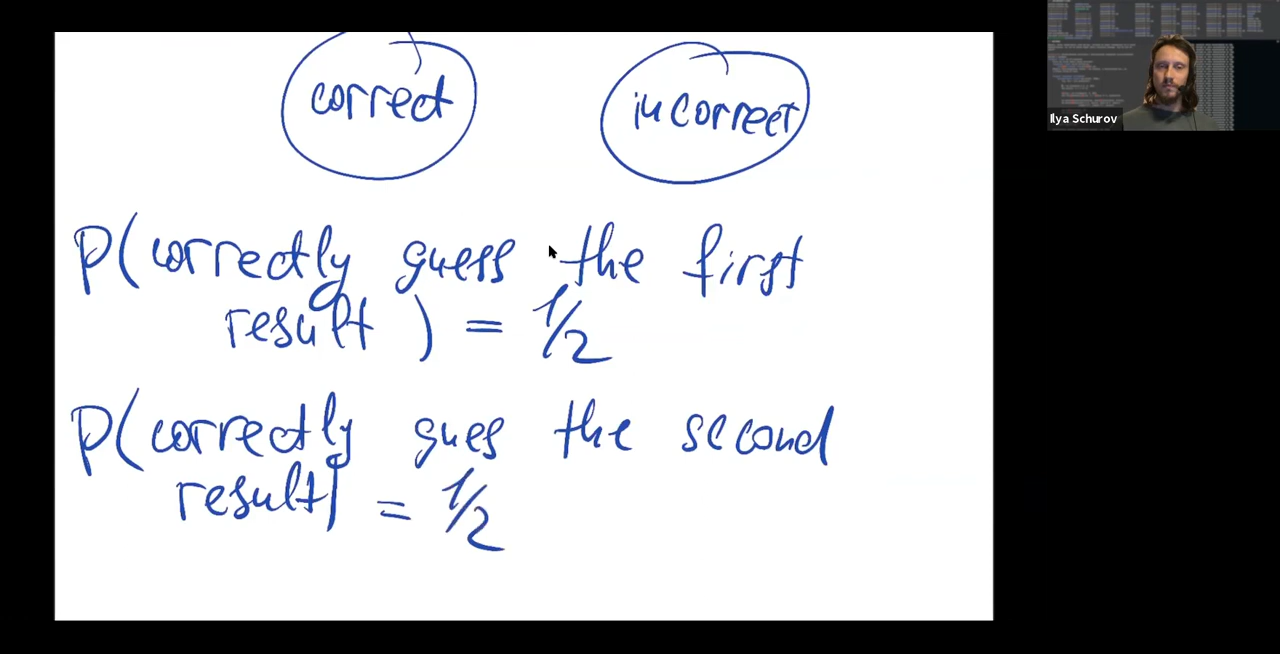 correct incorrect
Ilya Schurov
P(correctly guess the first
result) = 1/2
P(correctly gues the second
result) = 1/2